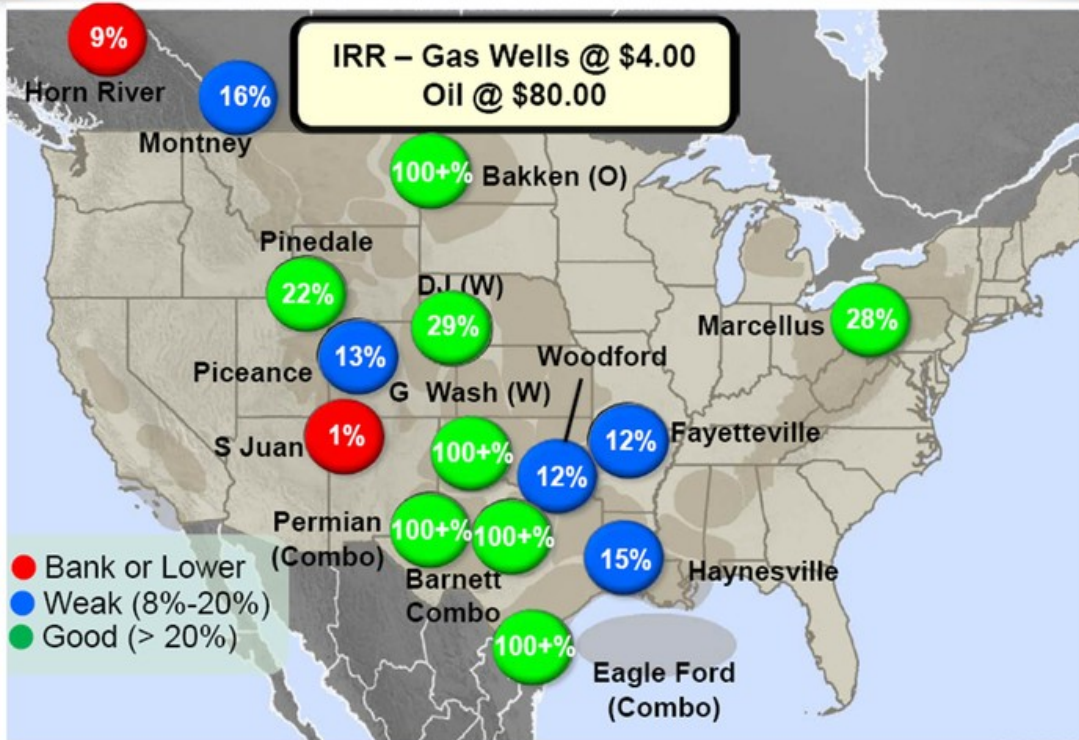 IRR – Gas Wells @ $4.00
Oil @ $80.00
9%
Horn River
16%
Montney
100+%
Bakken (O)
Pinedale
22%
DJ (W)
29%
Marcellus
28%
Woodford
13%
Piceance
G Wash (W)
S Juan
1%
100+%
12%
12%
Fayetteville
Permian
(Combo)
100+%
100+%
Barnett
Combo
15%
Haynesville
100+%
Eagle Ford
(Combo)
Bank or Lower
Weak (8%-20%)
Good (> 20%)